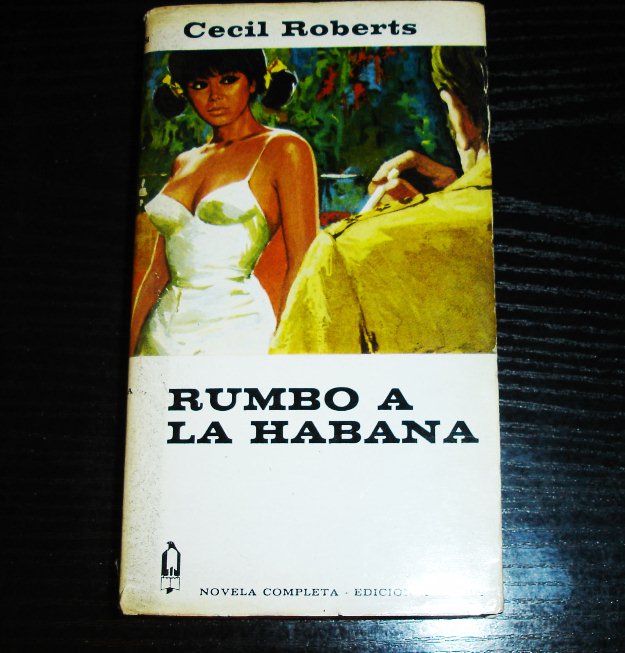 Cecil Roberts
RUMBO A
LA HABANA
NOVELA COMPLETA · EDICIO